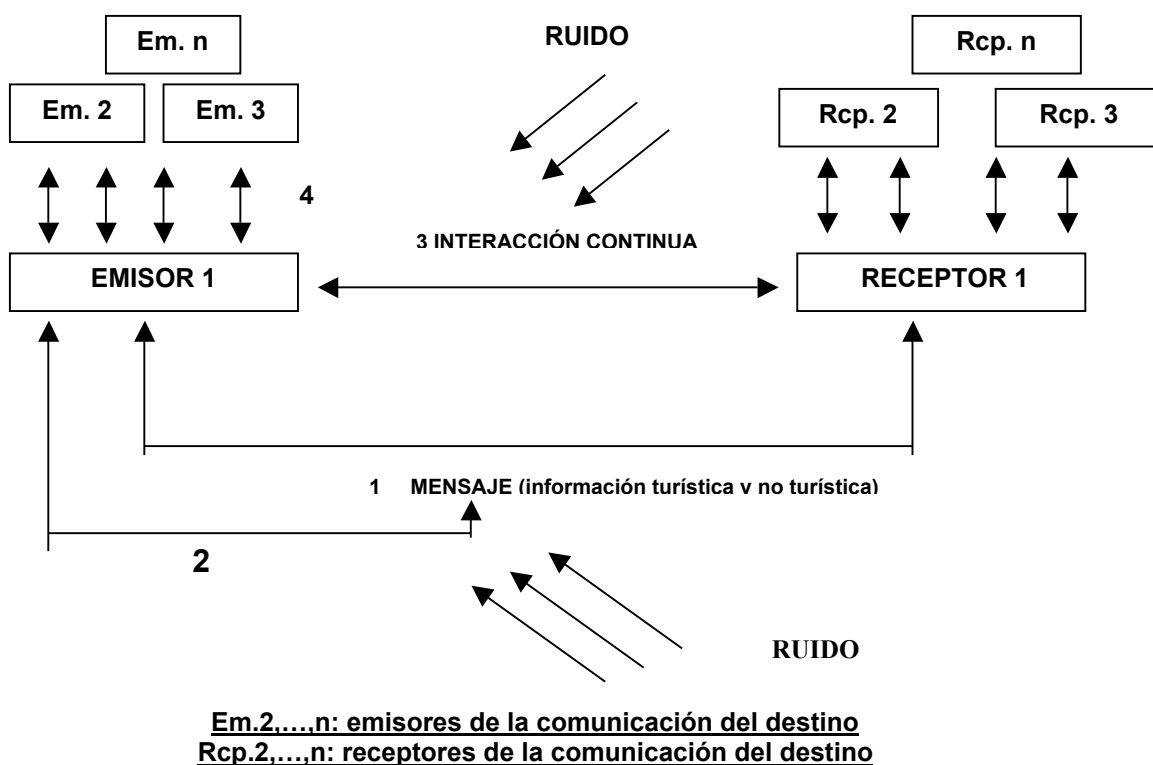 Em. n
RUIDO
Rcp. n
Em. 2
Em. 3
Rcp. 2
Rcp. 3
4
3 INTERACCIÓN CONTINUA
EMISOR 1
RECEPTOR 1
1 MENSAJE (información turística y no turística)
2
RUIDO
Em.2,…,n: emisores de la comunicación del destino
Rcp.2,…,n: receptores de la comunicación del destino